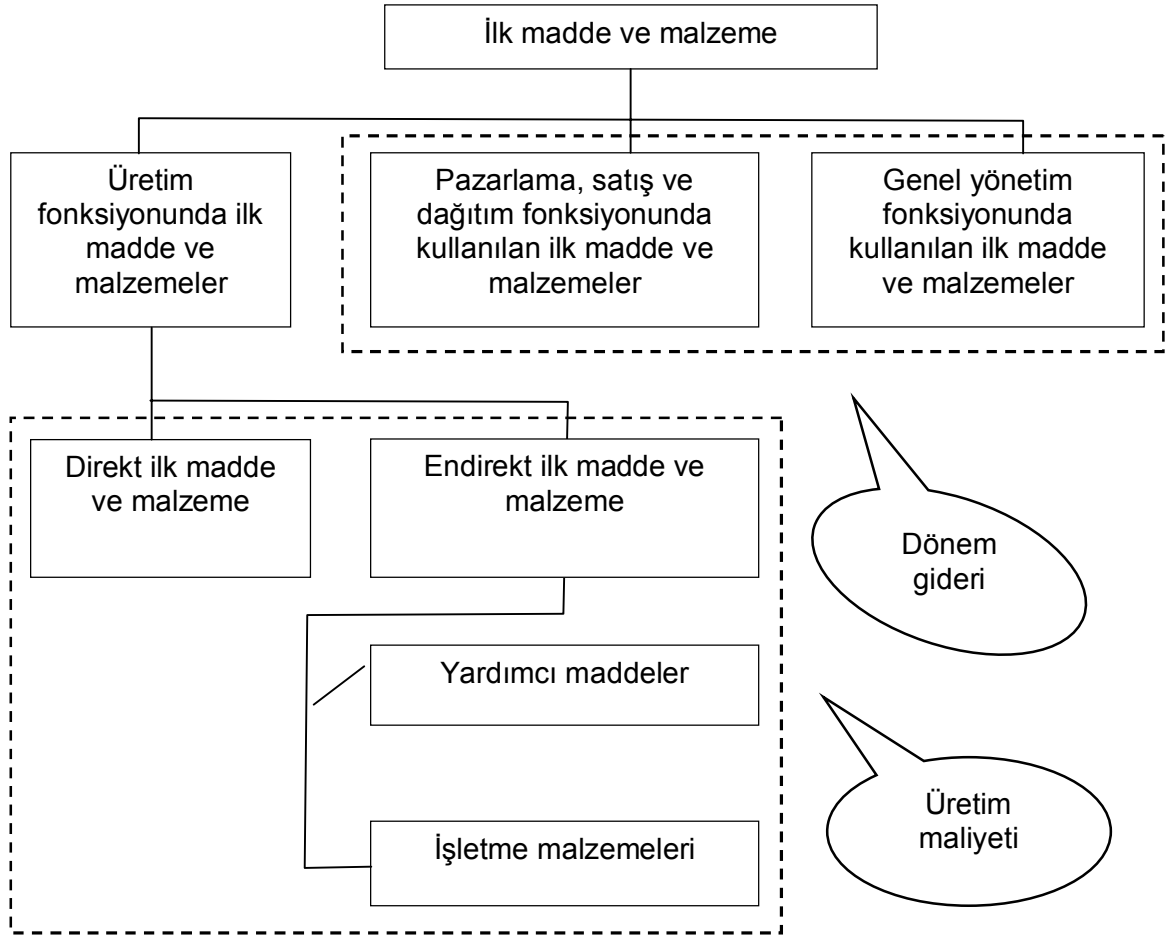 İlk madde ve malzeme
Üretim
fonksiyonunda ilk
madde ve
malzemeler
Pazarlama, satış ve
dağıtım fonksiyonunda
kullanılan ilk madde ve
malzemeler
Genel yönetim
fonksiyonunda
kullanılan ilk madde
ve malzemeler
Direkt ilk madde
ve malzeme
Endirekt ilk madde ve
malzeme
Dönem
gideri
Yardımcı maddeler
Üretim
maliyeti
İşletme malzemeleri